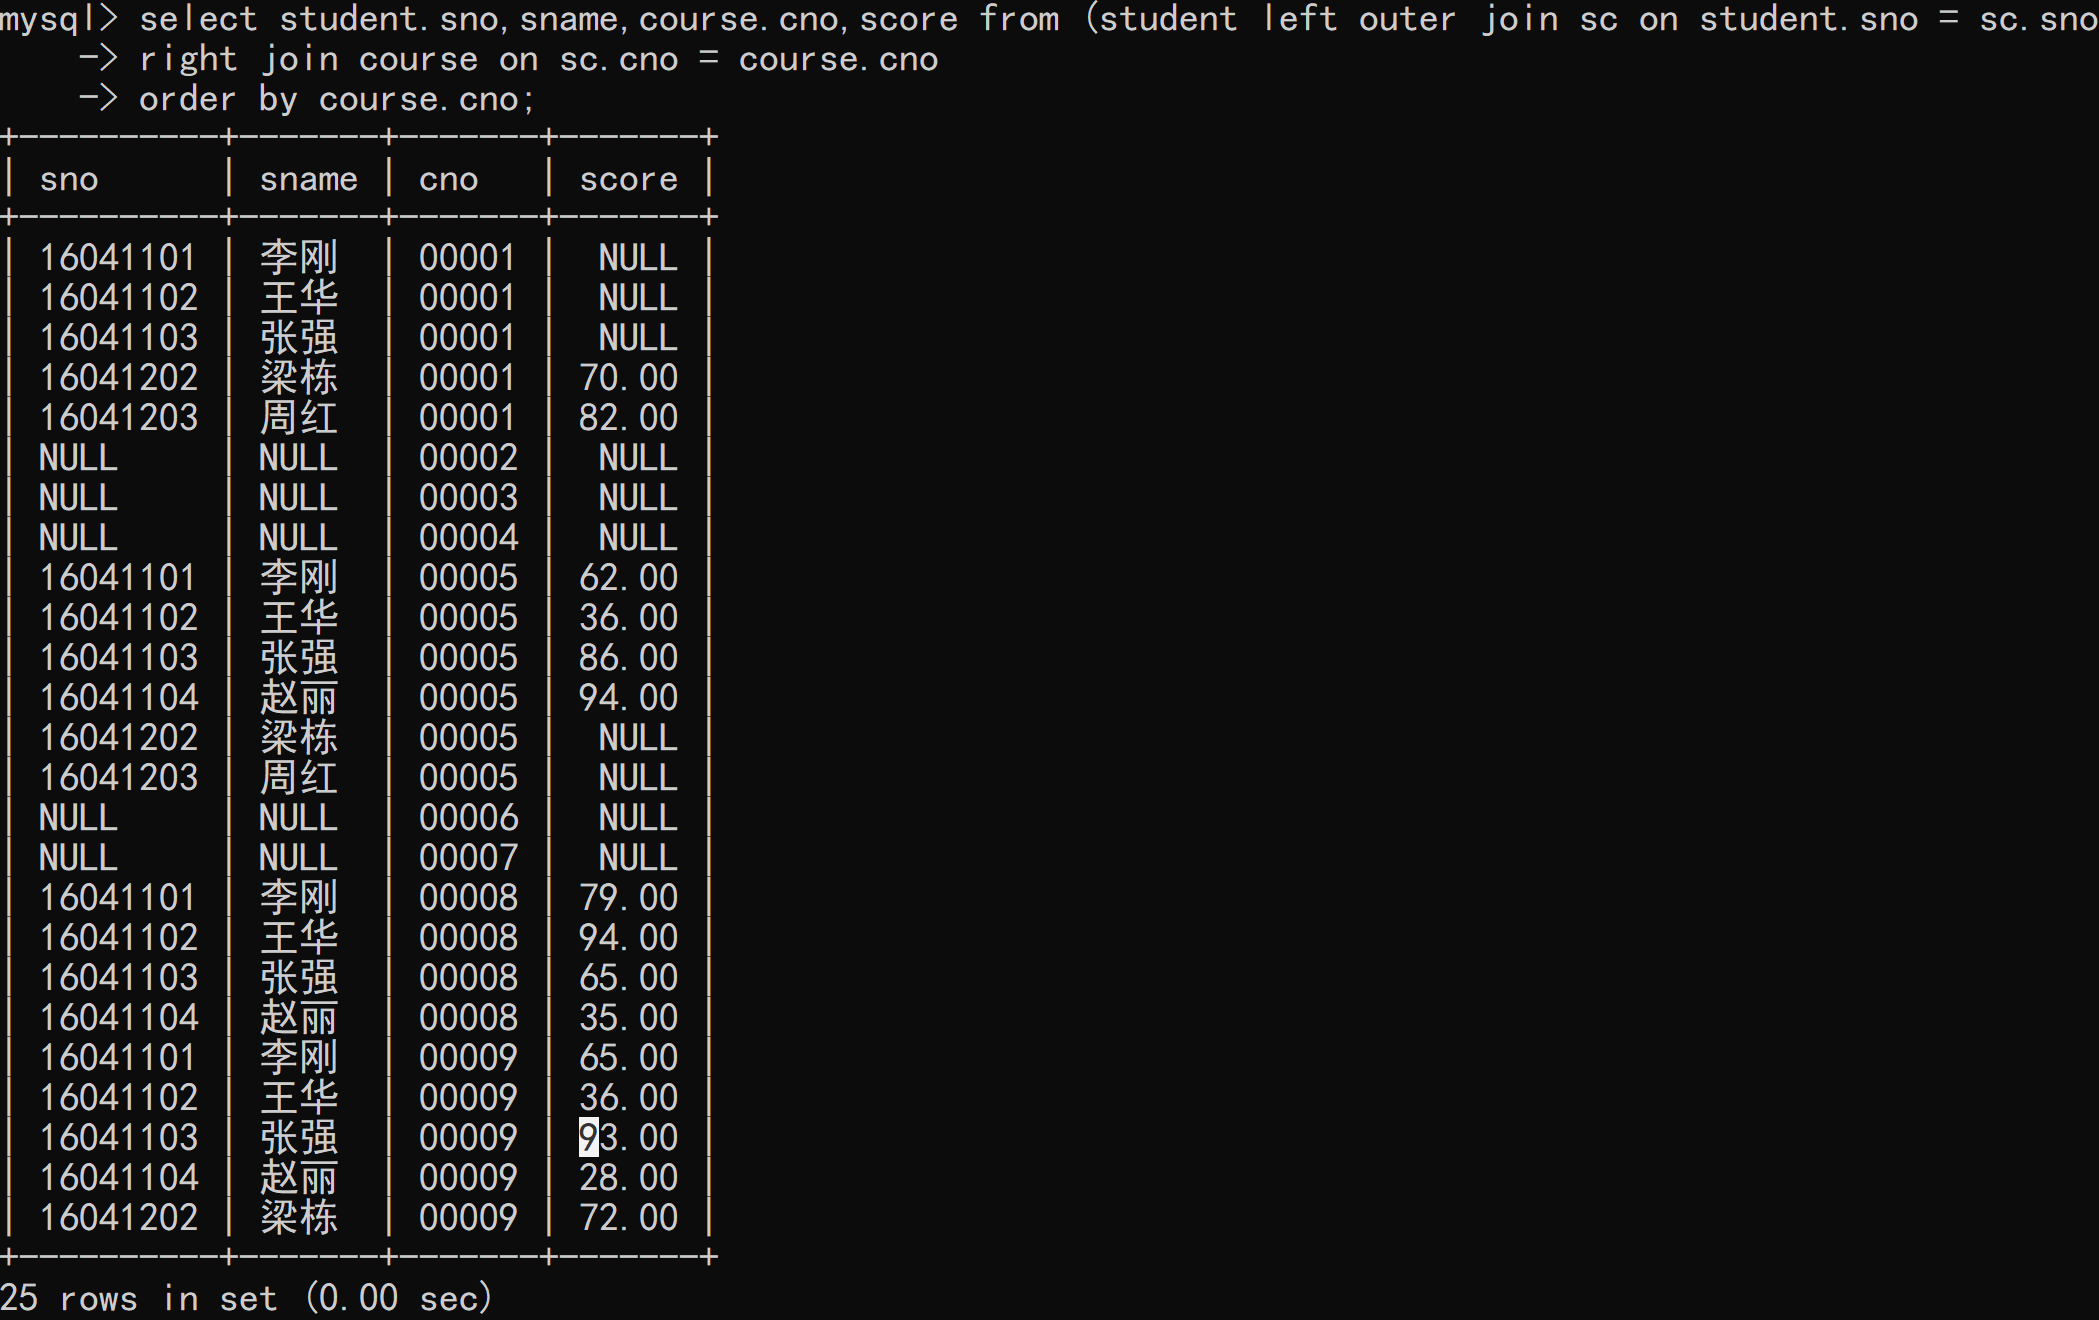 mysql> select student.sno,sname,course.cno,score from (student left outer join sc on student.sno = sc.sno
    -> right join course on sc.cno = course.cno
    -> order by course.cno;
+----------+-------+-------+-------+
| sno      | sname | cno   | score |
+----------+-------+-------+-------+
| 16041101 | 李刚  | 00001 |  NULL |
| 16041102 | 王华  | 00001 |  NULL |
| 16041103 | 张强  | 00001 |  NULL |
| 16041202 | 梁栋  | 00001 | 70.00 |
| 16041203 | 周红  | 00001 | 82.00 |
| NULL     | NULL  | 00002 |  NULL |
| NULL     | NULL  | 00003 |  NULL |
| NULL     | NULL  | 00004 |  NULL |
| 16041101 | 李刚  | 00005 | 62.00 |
| 16041102 | 王华  | 00005 | 36.00 |
| 16041103 | 张强  | 00005 | 86.00 |
| 16041104 | 赵丽  | 00005 | 94.00 |
| 16041202 | 梁栋  | 00005 |  NULL |
| 16041203 | 周红  | 00005 |  NULL |
| NULL     | NULL  | 00006 |  NULL |
| NULL     | NULL  | 00007 |  NULL |
| 16041101 | 李刚  | 00008 | 79.00 |
| 16041102 | 王华  | 00008 | 94.00 |
| 16041103 | 张强  | 00008 | 65.00 |
| 16041104 | 赵丽  | 00008 | 35.00 |
| 16041101 | 李刚  | 00009 | 65.00 |
| 16041102 | 王华  | 00009 | 36.00 |
| 16041103 | 张强  | 00009 | 93.00 |
| 16041104 | 赵丽  | 00009 | 28.00 |
| 16041202 | 梁栋  | 00009 | 72.00 |
+----------+-------+-------+-------+
25 rows in set (0.00 sec)